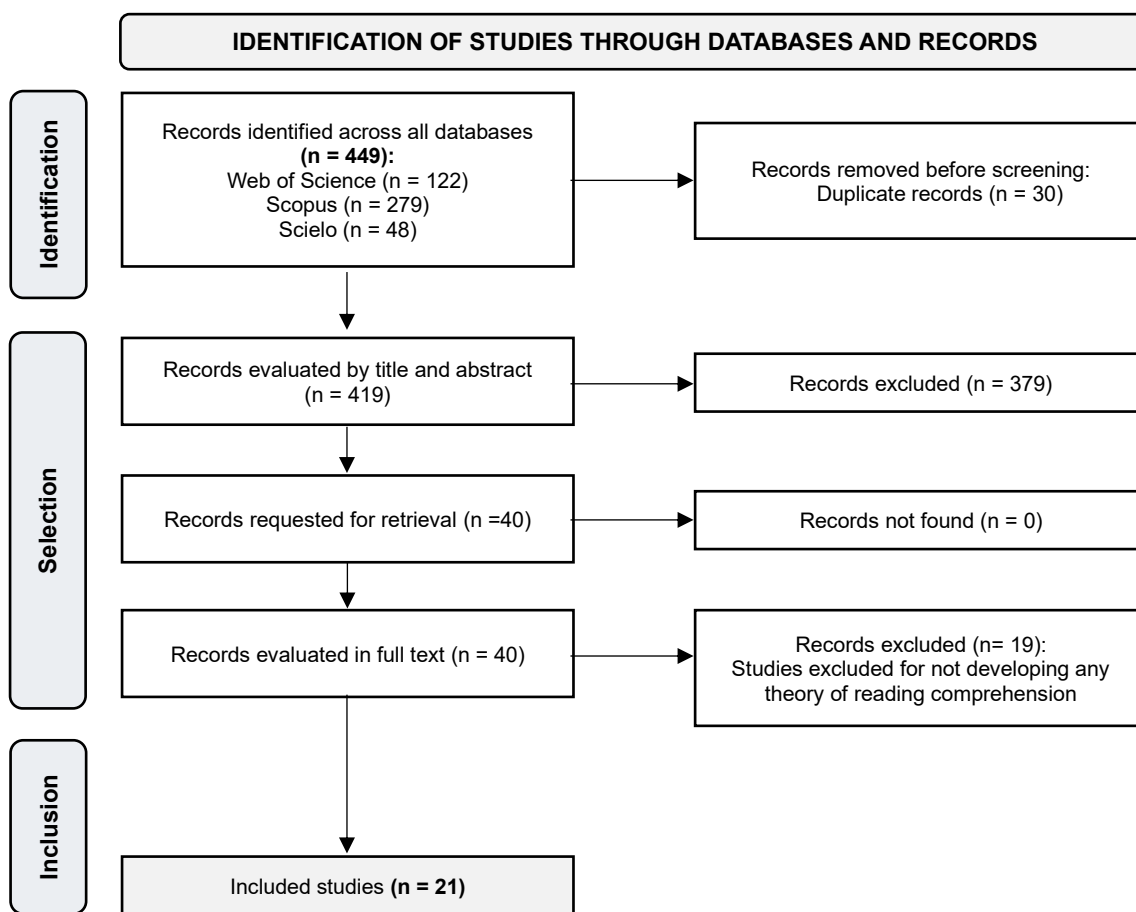 IDENTIFICATION OF STUDIES THROUGH DATABASES AND RECORDS
Identification
Records identified across all databases
(n = 449):
Web of Science (n = 122)
Scopus (n = 279)
Scielo (n = 48)
Records removed before screening:
Duplicate records (n = 30)
Selection
Records evaluated by title and abstract
(n = 419)
Records excluded (n = 379)
Records requested for retrieval (n =40)
Records not found (n = 0)
Records evaluated in full text (n = 40)
Records excluded (n= 19):
Studies excluded for not developing any
theory of reading comprehension
Inclusion
Included studies (n = 21)